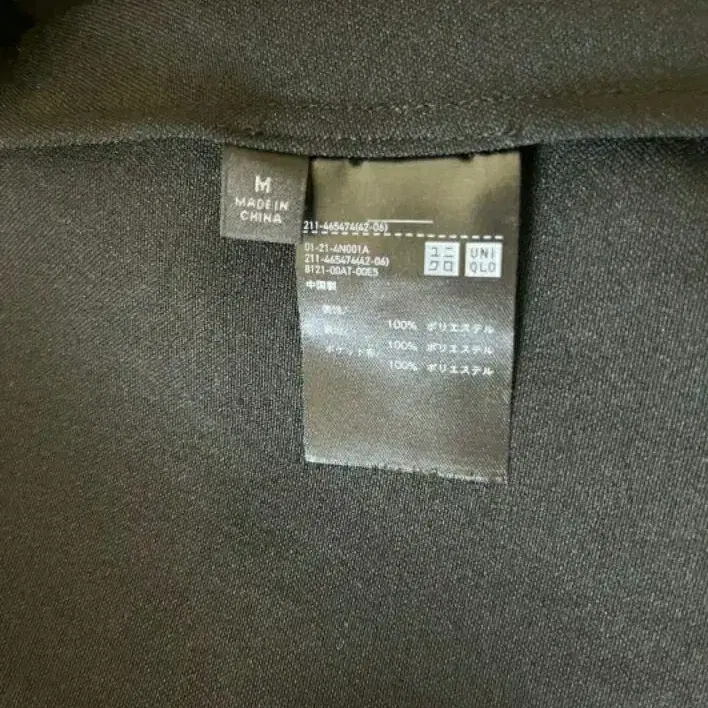 M
MADE IN
CHINA
211-465474(42-06)
01-21-4N001A
211-465474(42-06)
8121-00AT-00E5
ユニ
クロ
UNI
QLO
中国製
100% ポリエステル
100% ポリエステル
100% ポリエステル